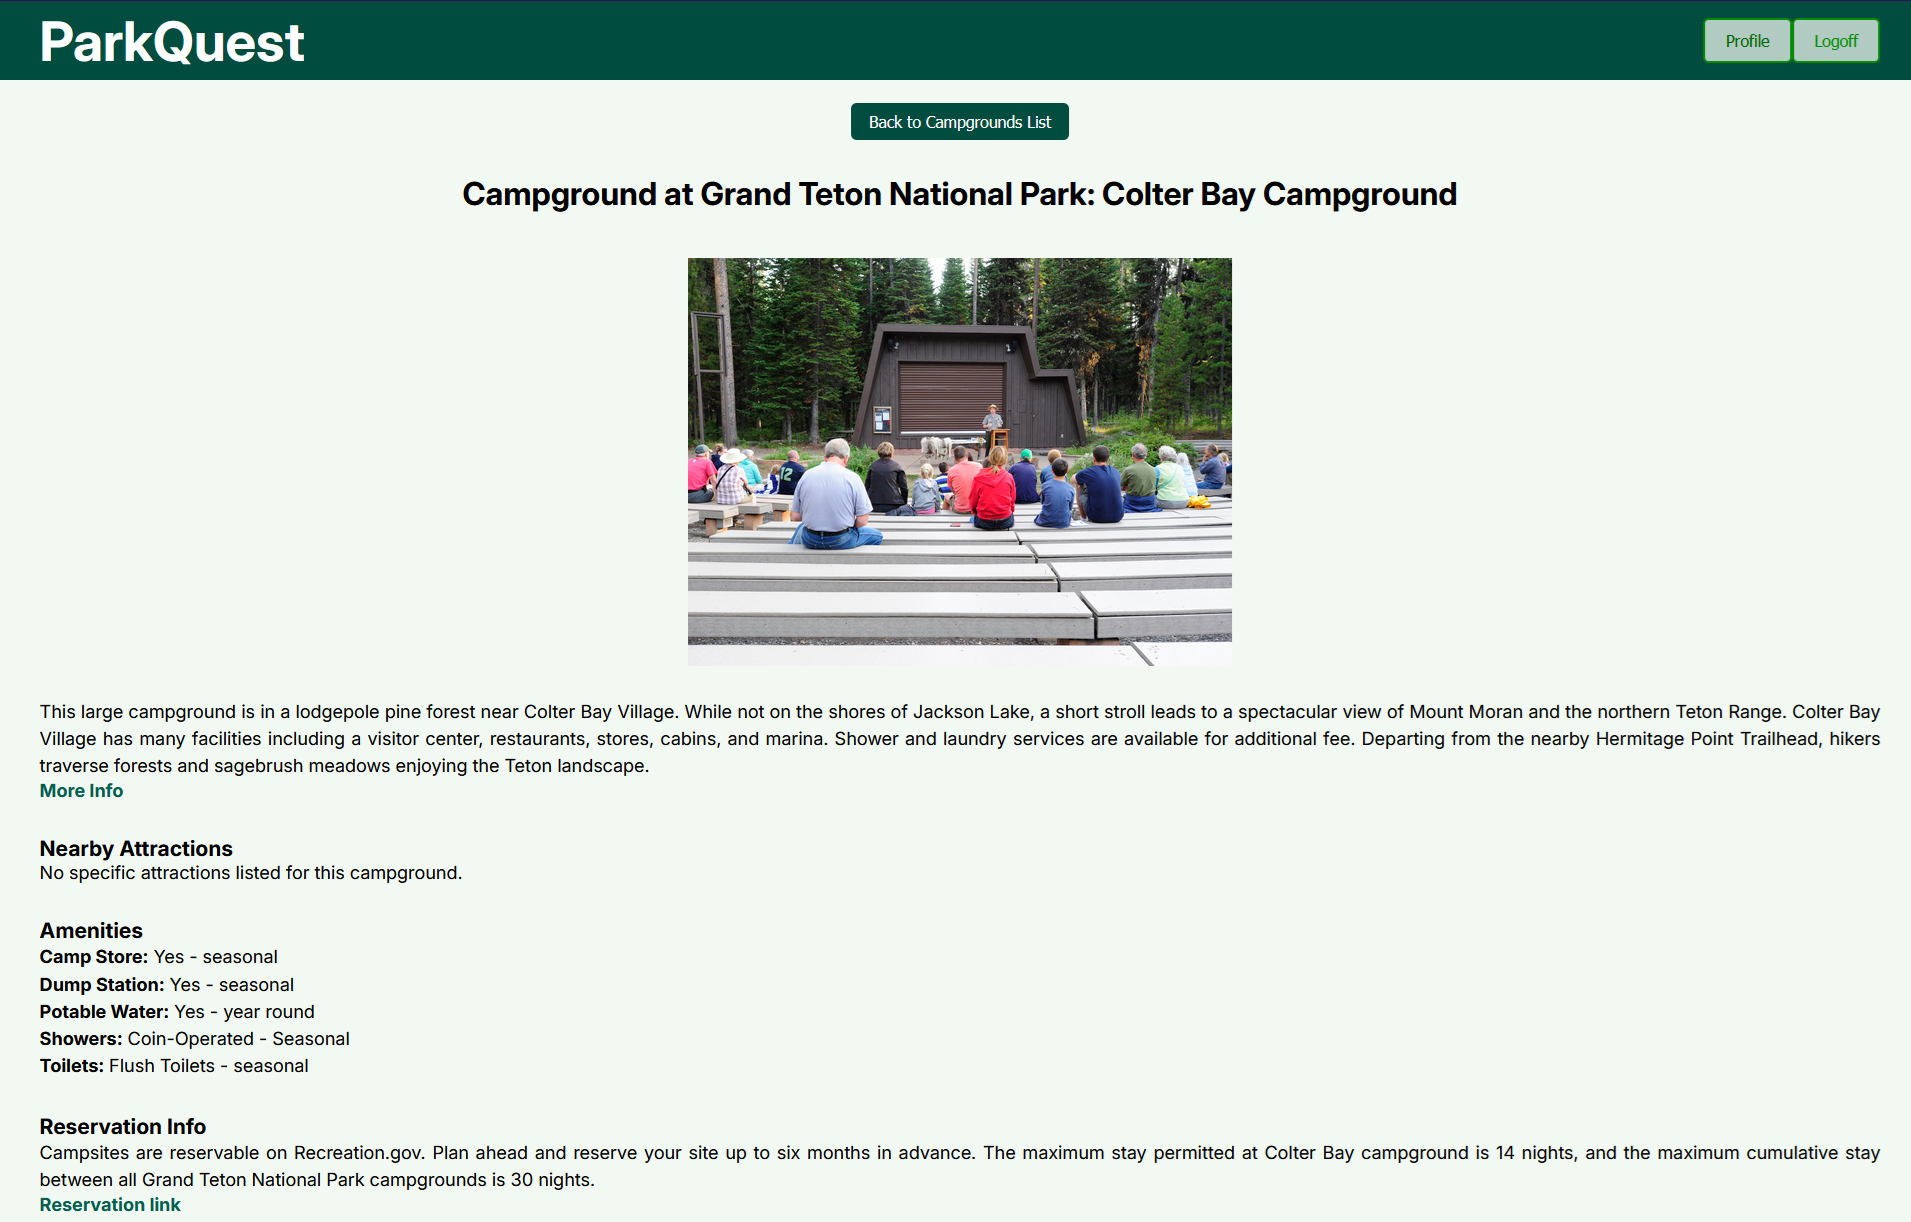 ParkQuest
Profile
Logoff
Back to Campgrounds List
Campground at Grand Teton National Park: Colter Bay Campground
12
This large campground is in a lodgepole pine forest near Colter Bay Village. While not on the shores of Jackson Lake, a short stroll leads to a spectacular view of Mount Moran and the northern Teton Range. Colter Bay
Village has many facilities including a visitor center, restaurants, stores, cabins, and marina. Shower and laundry services are available for additional fee. Departing from the nearby Hermitage Point Trailhead, hikers
traverse forests and sagebrush meadows enjoying the Teton landscape.
More Info
Nearby Attractions
No specific attractions listed for this campground.
Amenities
Camp Store: Yes - seasonal
Dump Station: Yes - seasonal
Potable Water: Yes - year round
Showers: Coin-Operated - Seasonal
Toilets: Flush Toilets - seasonal
Reservation Info
Campsites are reservable on Recreation.gov. Plan ahead and reserve your site up to six months in advance. The maximum stay permitted at Colter Bay campground is 14 nights, and the maximum cumulative stay
between all Grand Teton National Park campgrounds is 30 nights.
Reservation link